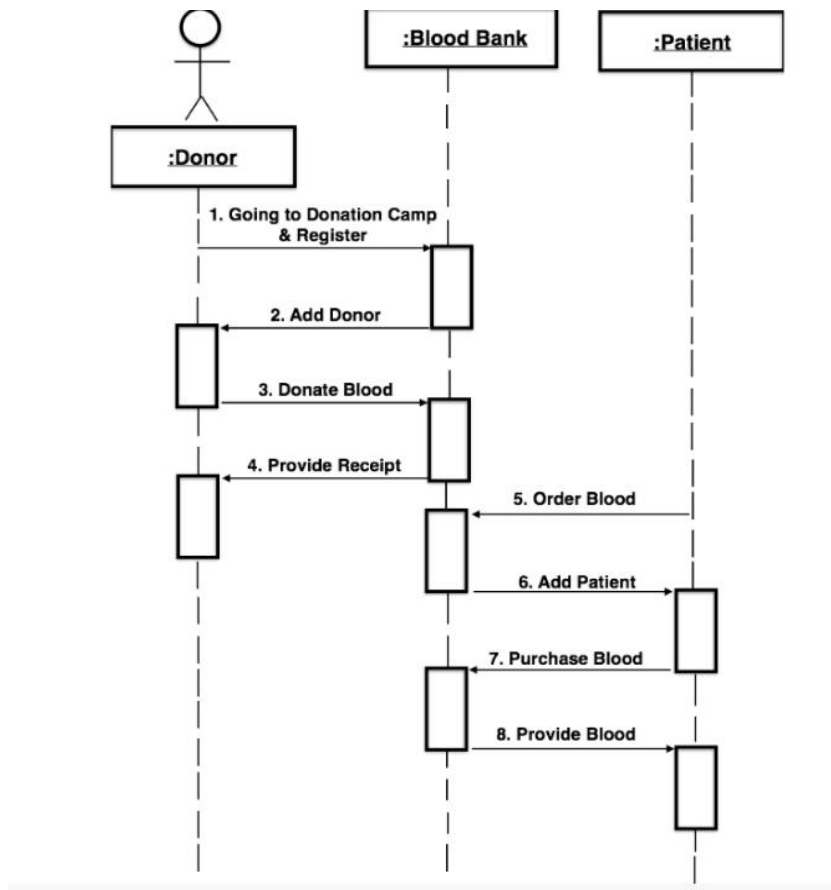 :Blood Bank
:Patient
:Donor
1. Going to Donation Camp
& Register
2. Add Donor
3. Donate Blood
4. Provide Receipt
5. Order Blood
6. Add Patient
7. Purchase Blood
8. Provide Blood